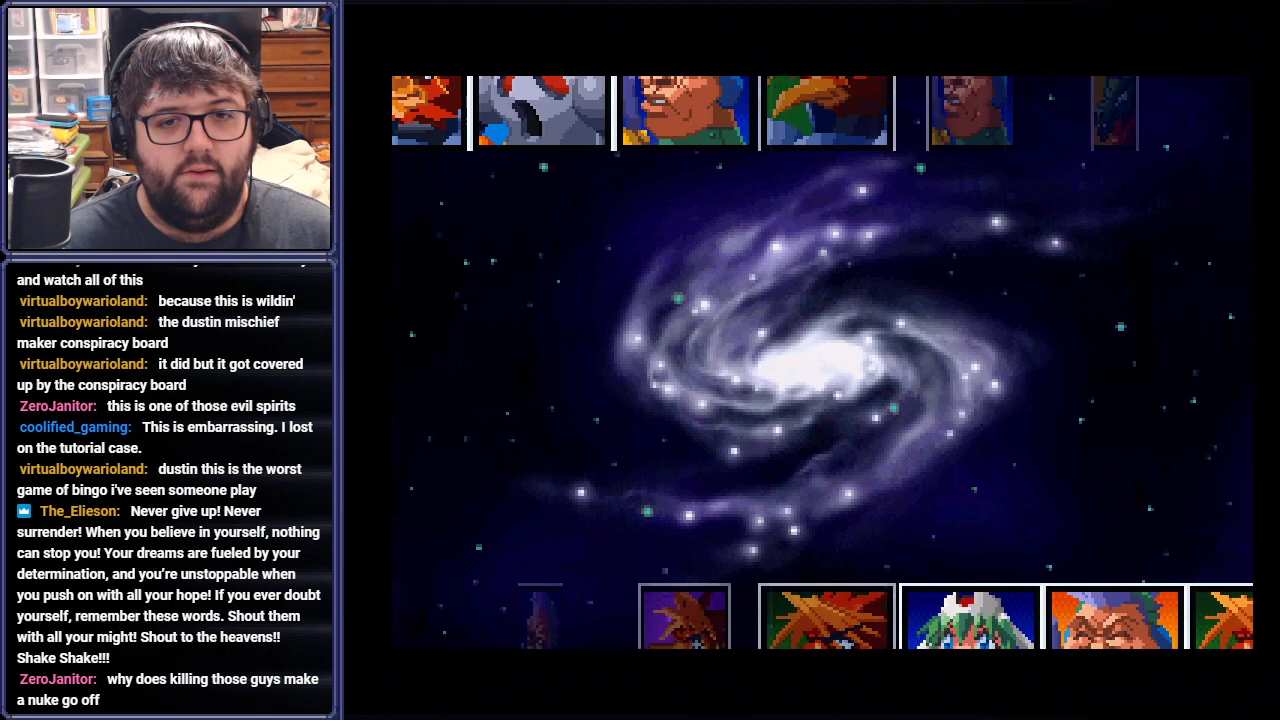 and watch all of this
virtualboywarioland: because this is wildin'
virtualboywarioland: the dustin mischief
maker conspiracy board
virtualboywarioland: it did but it got covered
up by the conspiracy board
ZeroJanitor: this is one of those evil spirits
coolified_gaming: This is embarrassing. I lost
on the tutorial case.
virtualboywarioland: dustin this is the worst
game of bingo i've seen someone play
The_Elieson: Never give up! Never
surrender! When you believe in yourself, nothing
can stop you! Your dreams are fueled by your
determination, and you're unstoppable when
you push on with all your hope! If you ever doubt
yourself, remember these words. Shout them
with all your might! Shout to the heavens!!
Shake Shake!!!
ZeroJanitor: why does killing those guys make
a nuke go off